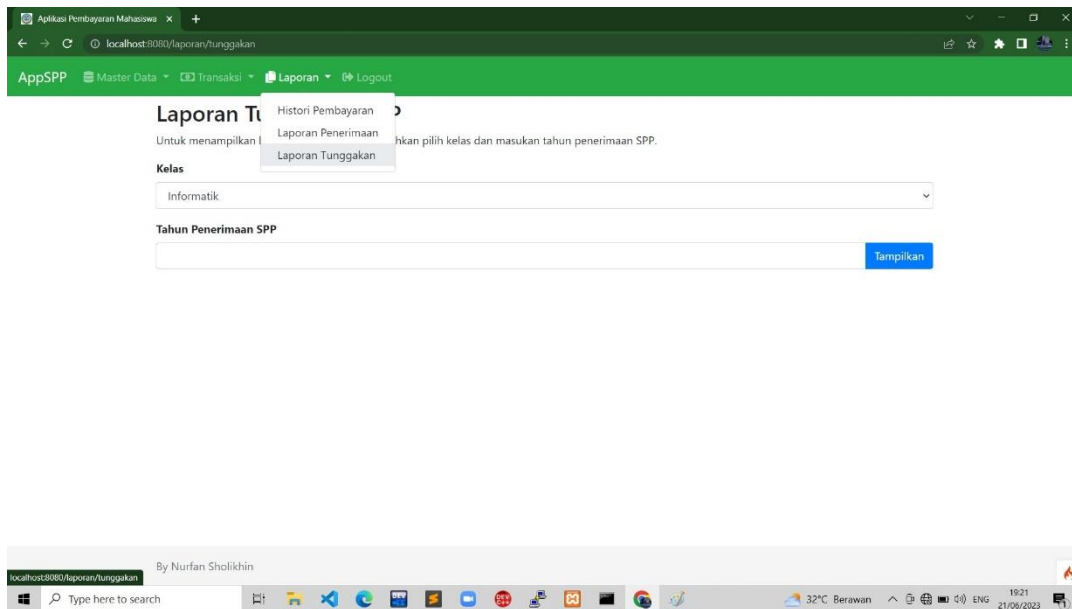 Aplikasi Pembayaran Mahasiswa
localhost:8080/laporan/tunggakan
AppSPP Master Data Transaksi Laporan Logout
Laporan Tu P
Histori Pembayaran
Laporan Penerimaan
Laporan Tunggakan
Untuk menampilkan hkan pilih kelas dan masukan tahun penerimaan SPP.
Kelas
Informatik
Tahun Penerimaan SPP
Tampilkan
By Nurfan Sholikhin
localhost:8080/laporan/tunggakan
Type here to search
DEV
DEV C++
32°C Berawan ENG 19:21
21/06/2023